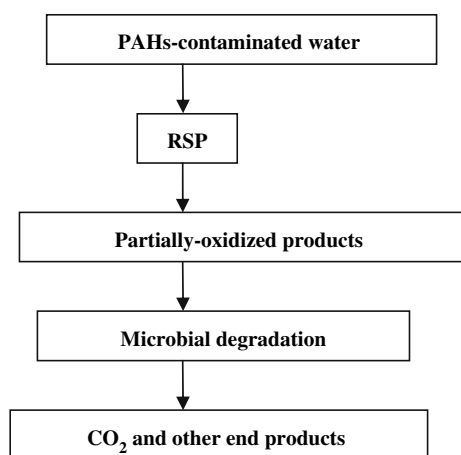 PAHs-contaminated water
RSP
Partially-oxidized products
Microbial degradation
CO₂ and other end products